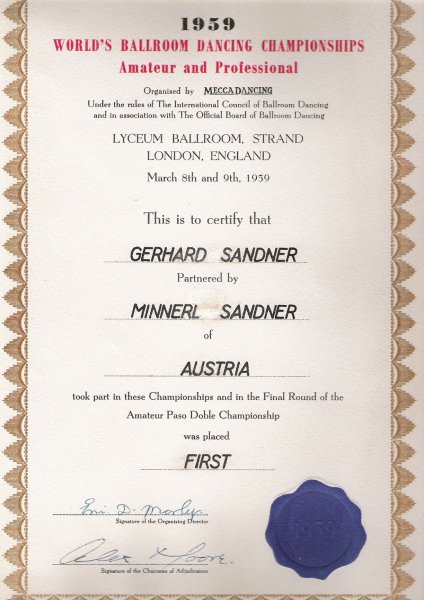 1959
WORLD'S BALLROOM DANCING CHAMPIONSHIPS
Amateur and Professional
Organised by MECCA DANCING
Under the rules of The International Council of Ballroom Dancing
and in association with The Official Board of Ballroom Dancing
LYCEUM BALLROOM, STRAND
LONDON, ENGLAND
March 8th and 9th, 1959
This is to certify that
GERHARD SANDNER
Partnered by
MINNERL SANDNER
of
AUSTRIA
took part in these Championships and in the Final Round of the
Amateur Paso Doble Championship
was placed
FIRST
Eric D. Morley
Signature of the Organising Director
Alex Moore.
Signature of the Chairman of Adjudicators